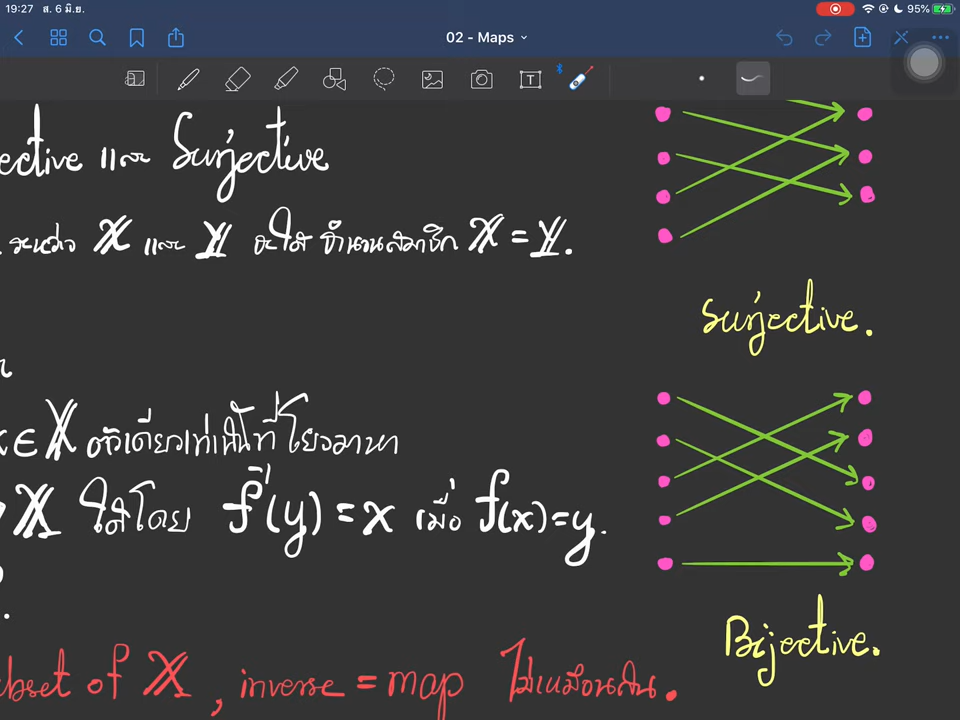 19:27 ส. 6 มิ.ย. 95%
02 - Maps
T
ective และ Surjective
ระหว่าง X และ Y จะได้ จำนวนสมาชิก X = Y.
Surjective.
x ∈ X ตัวเดียวเท่านั้นที่โยงมาหา
X ได้โดย f⁻¹(y) = x เมื่อ f(x) = y.
Bijective.
ubset of X , inverse = map ไม่เหมือนกัน.